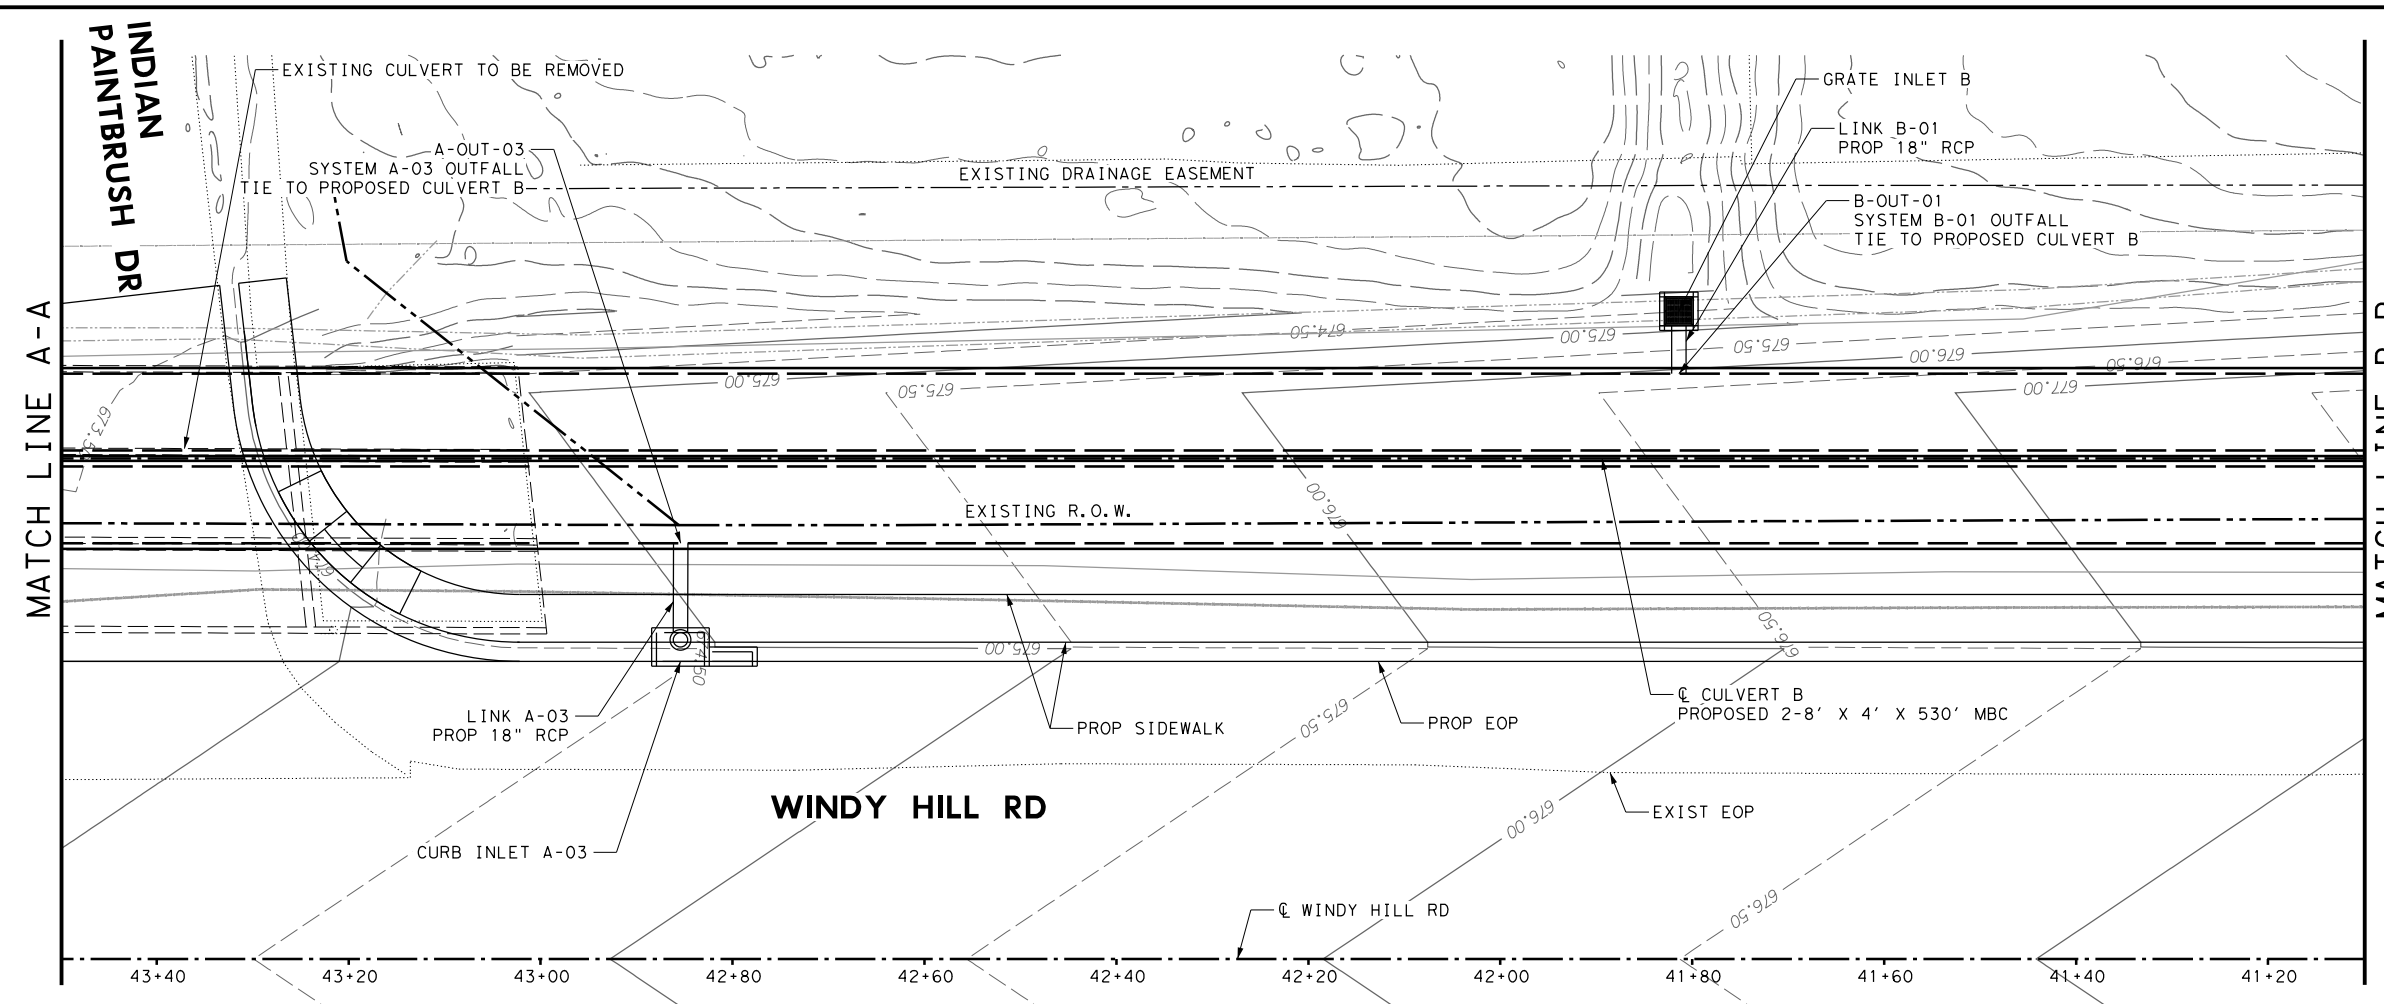 INDIAN
PAINTBRUSH DR
EXISTING CULVERT TO BE REMOVED
A-OUT-03
SYSTEM A-03 OUTFALL
TIE TO PROPOSED CULVERT B
EXISTING DRAINAGE EASEMENT
GRATE INLET B
LINK B-01
PROP 18" RCP
B-OUT-01
SYSTEM B-01 OUTFALL
TIE TO PROPOSED CULVERT B
MATCH LINE A-A
674.50
675.00
675.50
676.00
676.50
675.00
675.50
677.00
676.00
EXISTING R.O.W.
676.50
675.00
674.50
LINK A-03
PROP 18" RCP
PROP SIDEWALK
675.50
PROP EOP
℄ CULVERT B
PROPOSED 2-8' X 4' X 530' MBC
WINDY HILL RD
676.00
EXIST EOP
CURB INLET A-03
℄ WINDY HILL RD
676.50
43+40
43+20
43+00
42+80
42+60
42+40
42+20
42+00
41+80
41+60
41+40
41+20